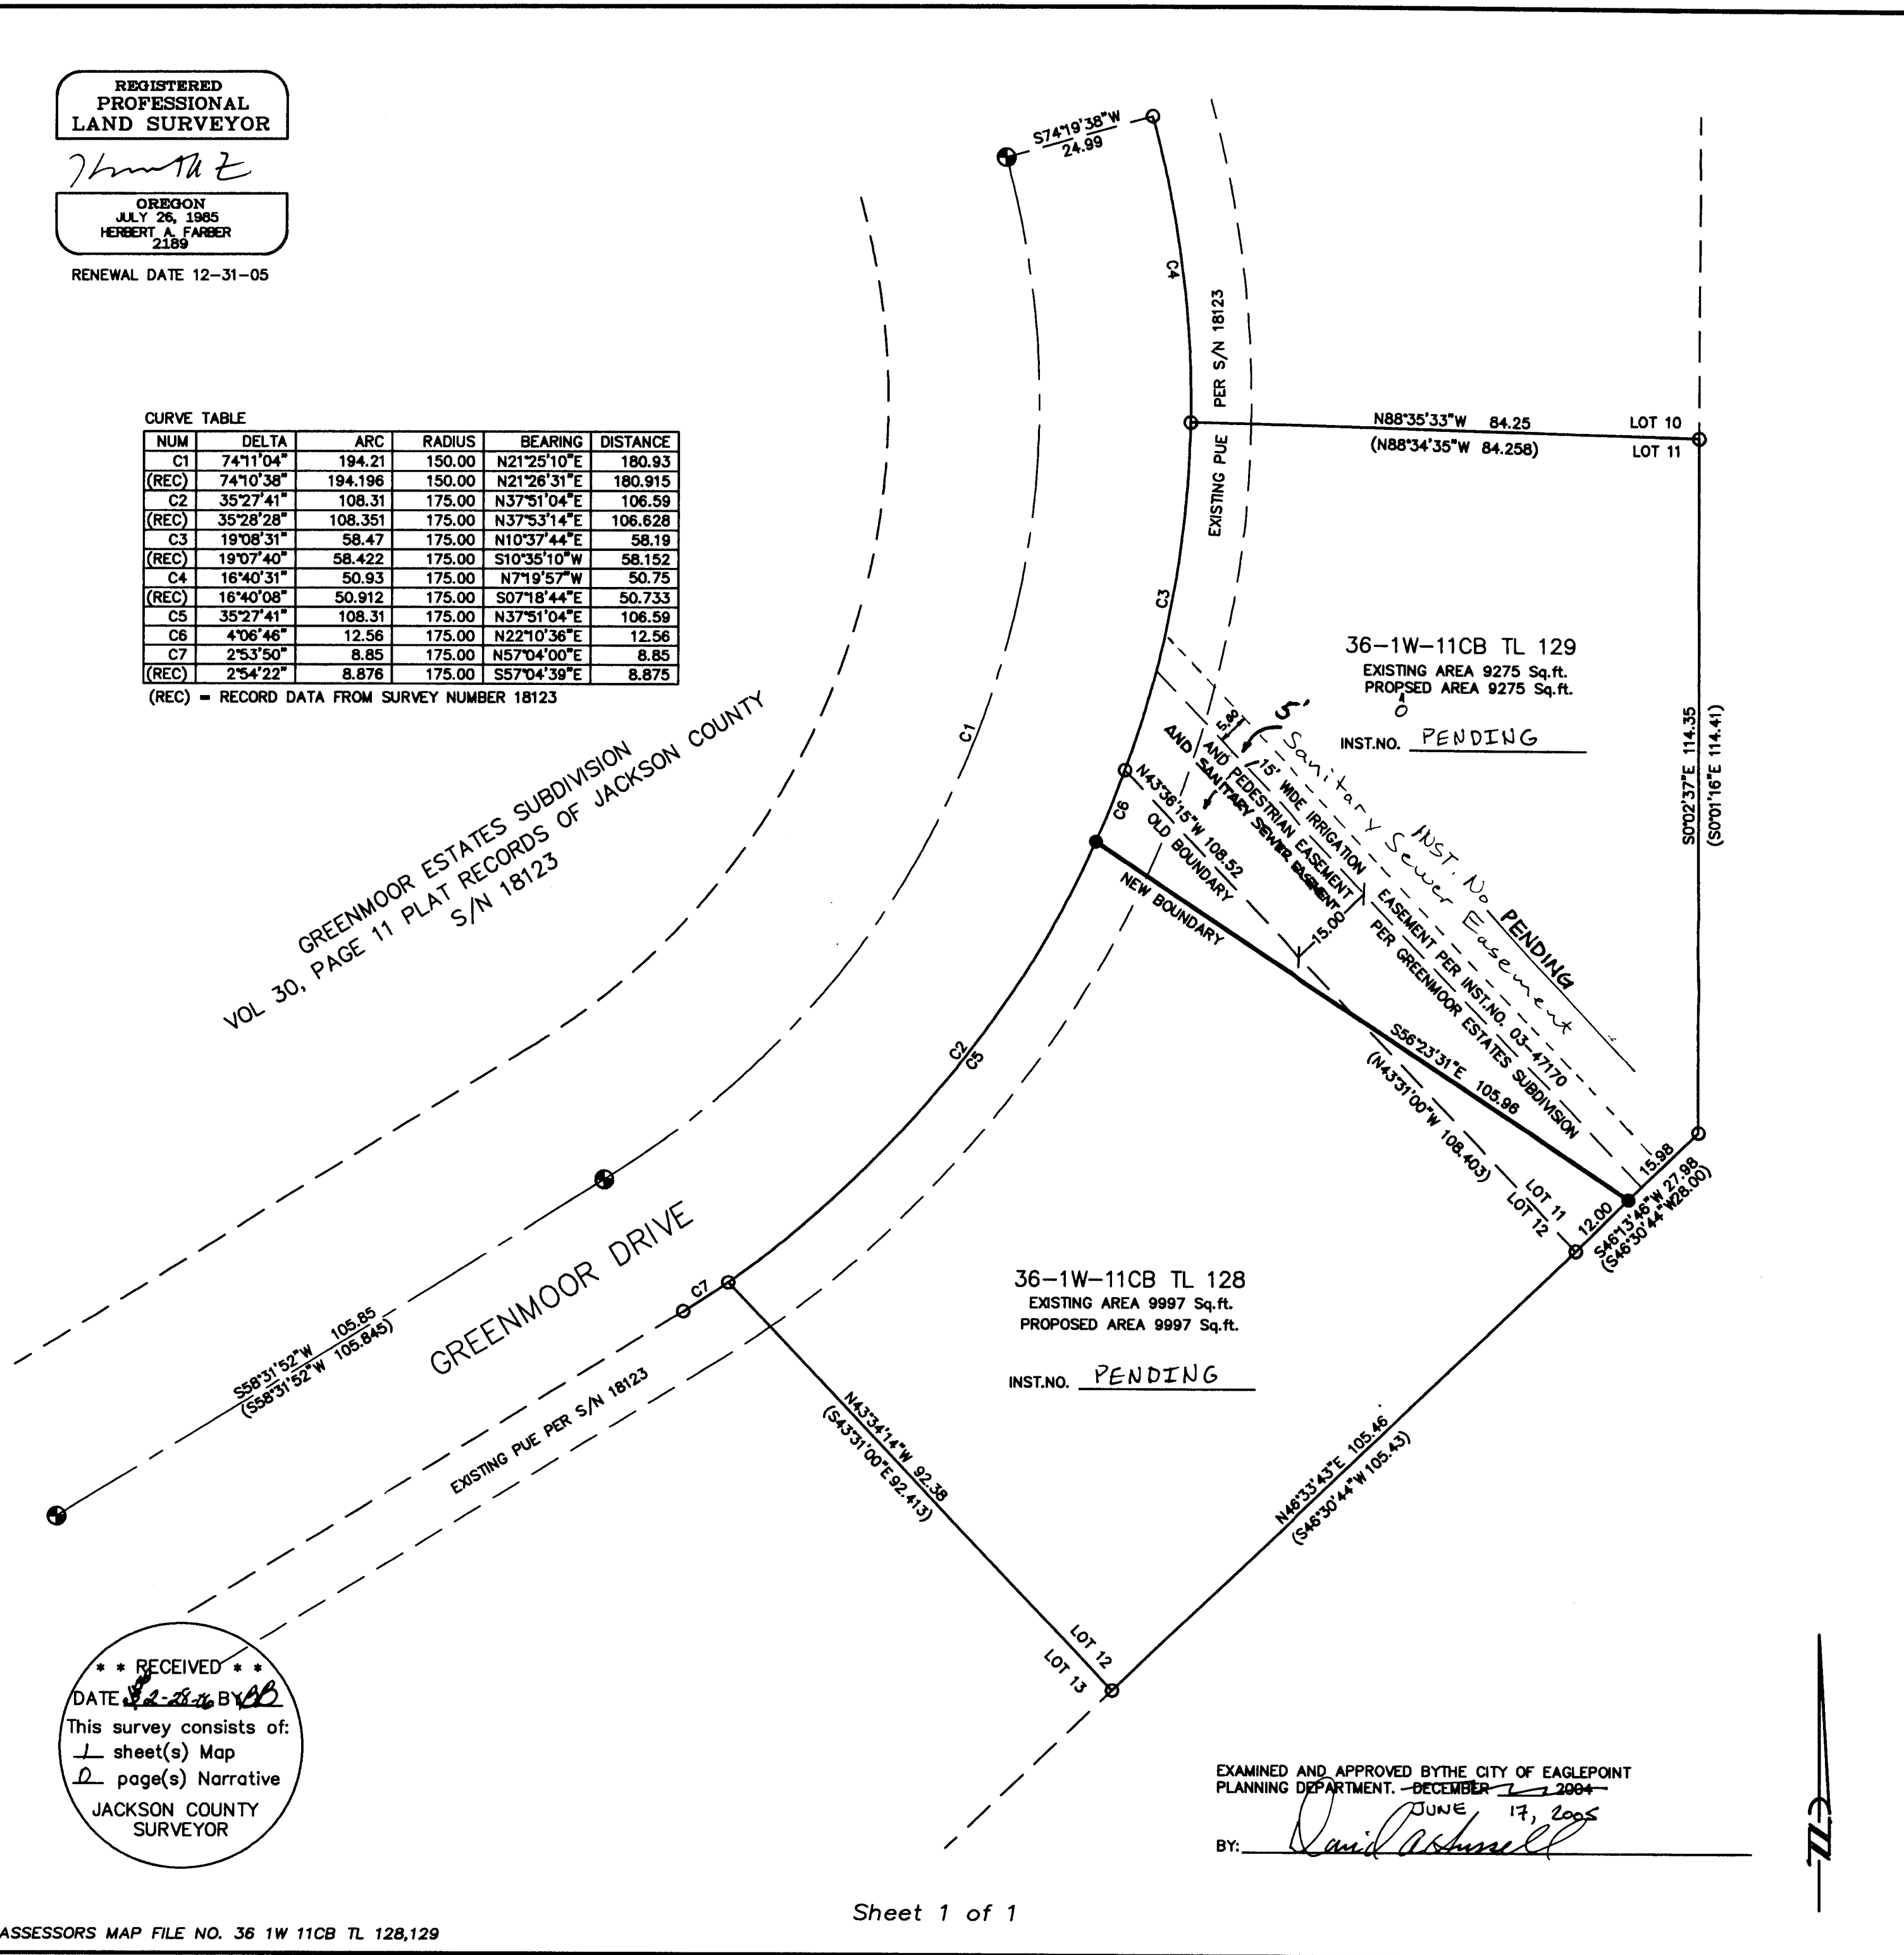 REGISTERED
PROFESSIONAL
LAND SURVEYOR
OREGON
JULY 26, 1985
HERBERT A. FARBER
2189
RENEWAL DATE 12-31-05
S74°19'38"W
24.99
C4
EXISTING PUE PER S/N 18123
N88°35'33"W 84.25
(N88°34'35"W 84.258)
LOT 10
LOT 11
CURVE TABLE
NUM DELTA ARC RADIUS BEARING DISTANCE
C1 74°11'04" 194.21 150.00 N21°25'10"E 180.93
(REC) 74°10'38" 194.196 150.00 N21°26'31"E 180.915
C2 35°27'41" 108.31 175.00 N37°51'04"E 106.59
(REC) 35°28'28" 108.351 175.00 N37°53'14"E 106.628
C3 19°08'31" 58.47 175.00 N10°37'44"E 58.19
(REC) 19°07'40" 58.422 175.00 S10°35'10"W 58.152
C4 16°40'31" 50.93 175.00 N7°19'57"W 50.75
(REC) 16°40'08" 50.912 175.00 S07°18'44"E 50.733
C5 35°27'41" 108.31 175.00 N37°51'04"E 106.59
C6 4°06'46" 12.56 175.00 N22°10'36"E 12.56
C7 2°53'50" 8.85 175.00 N57°04'00"E 8.85
(REC) 2°54'22" 8.876 175.00 S57°04'39"E 8.875
(REC) = RECORD DATA FROM SURVEY NUMBER 18123
C3
36-1W-11CB TL 129
EXISTING AREA 9275 Sq.ft.
PROPSED AREA 9275 Sq.ft.
O
INST.NO. PENDING
S0°02'37"E 114.35
(S0°01'16"E 114.41)
C1
GREENMOOR ESTATES SUBDIVISION
VOL 30, PAGE 11 PLAT RECORDS OF JACKSON COUNTY
S/N 18123
5'
5.89
Sanitary Sewer Easement
INST. No PENDING
15' WIDE IRRIGATION EASEMENT PER INST.NO. 03-47170
AND PEDESTRIAN EASEMENT PER GREENMOOR ESTATES SUBDIVISION
AND SANITARY SEWER EASEMENT
15.00
N43°36'15"W 108.52
OLD BOUNDARY
C6
NEW BOUNDARY
S56°23'31"E 105.96
(N43°31'00"W 108.403)
LOT 11
LOT 12
15.98
12.00
S46°13'46"W 27.98
(S46°30'44"W28.00)
C2
C5
C7
GREENMOOR DRIVE
S58°31'52"W 105.85
(S58°31'52"W 105.845)
EXISTING PUE PER S/N 18123
36-1W-11CB TL 128
EXISTING AREA 9997 Sq.ft.
PROPOSED AREA 9997 Sq.ft.
INST.NO. PENDING
N43°34'14"W 92.38
(S43°31'00"E 92.413)
N46°33'43"E 105.46
(S46°30'44"W 105.43)
LOT 12
LOT 13
* * RECEIVED * *
DATE 2-28-06 BY BB
This survey consists of:
1 sheet(s) Map
0 page(s) Narrative
JACKSON COUNTY
SURVEYOR
EXAMINED AND APPROVED BYTHE CITY OF EAGLEPOINT
PLANNING DEPARTMENT. DECEMBER 2004
JUNE 17, 2005
BY:
Sheet 1 of 1
ASSESSORS MAP FILE NO. 36 1W 11CB TL 128,129